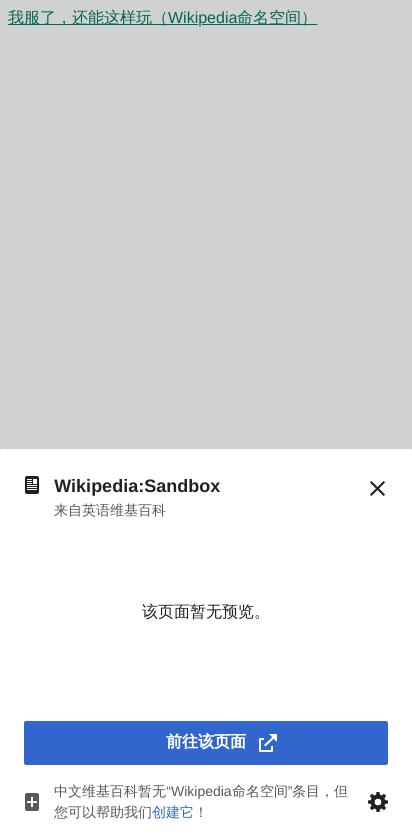 我服了，还能这样玩（Wikipedia命名空间）
Wikipedia:Sandbox
来自英语维基百科
该页面暂无预览。
前往该页面
中文维基百科暂无“Wikipedia命名空间”条目，但
您可以帮助我们创建它！